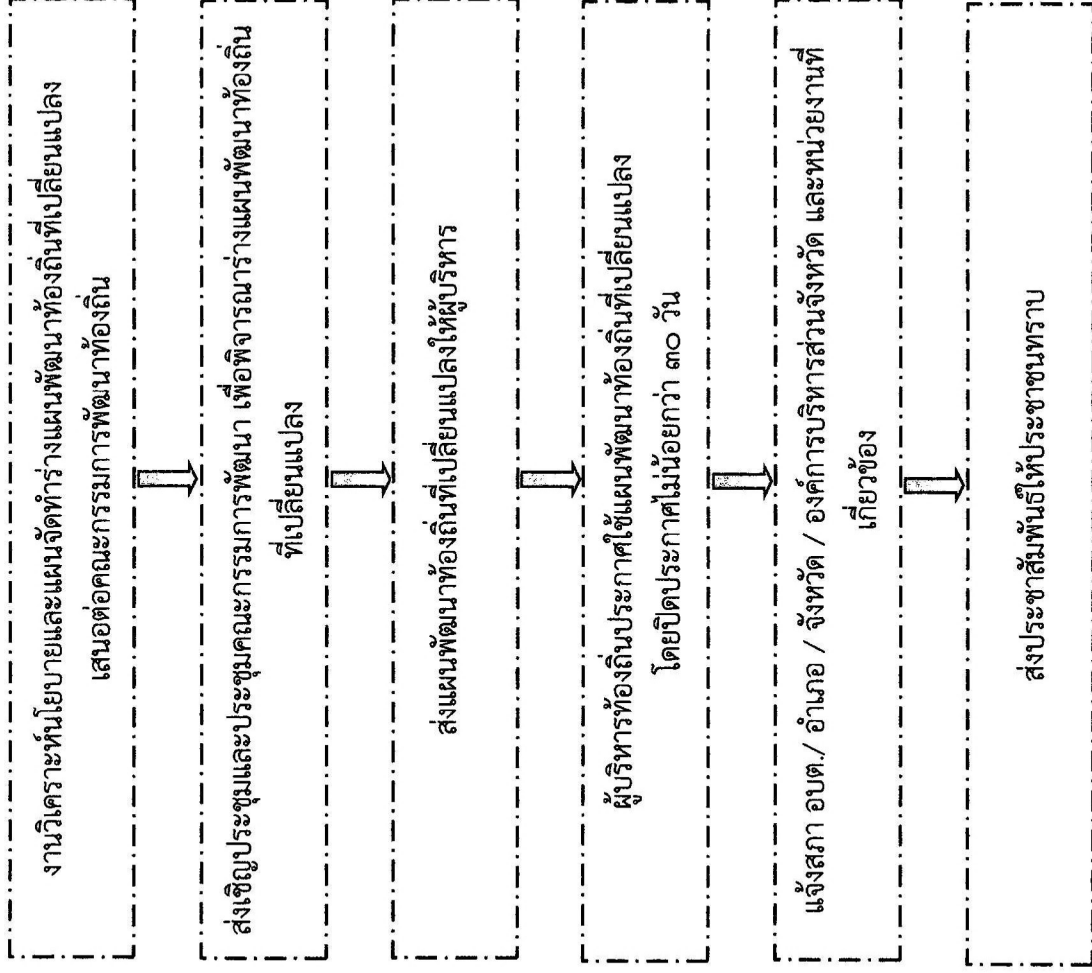 งานวิเคราะห์นโยบายและแผนจัดทำร่างแผนพัฒนาท้องถิ่นที่เปลี่ยนแปลง
เสนอต่อคณะกรรมการพัฒนาท้องถิ่น
ส่งเชิญประชุมและประชุมคณะกรรมการพัฒนา เพื่อพิจารณาร่างแผนพัฒนาท้องถิ่น
ที่เปลี่ยนแปลง
ส่งแผนพัฒนาท้องถิ่นที่เปลี่ยนแปลงให้ผู้บริหาร
ผู้บริหารท้องถิ่นประกาศใช้แผนพัฒนาท้องถิ่นที่เปลี่ยนแปลง
โดยปิดประกาศไม่น้อยกว่า ๓๐ วัน
แจ้งสภา อบต./ อำเภอ / จังหวัด / องค์การบริหารส่วนจังหวัด และหน่วยงานที่
เกี่ยวข้อง
ส่งประชาสัมพันธ์ให้ประชาชนทราบ